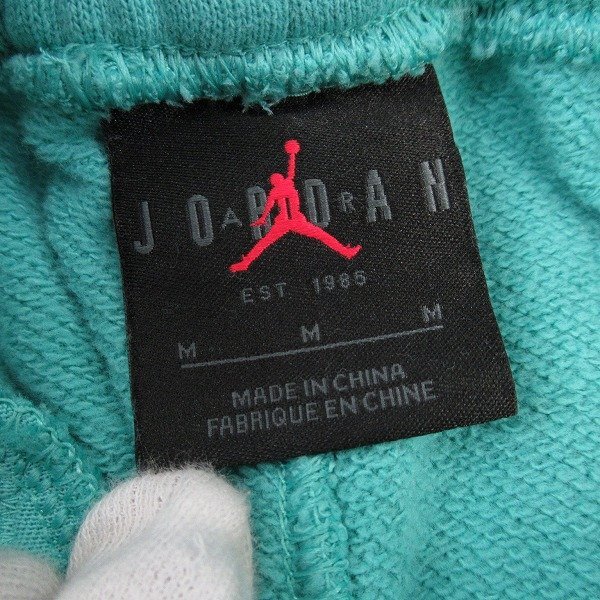 JORDAN
AIR
EST 1985
M M M
MADE IN CHINA
FABRIQUE EN CHINE